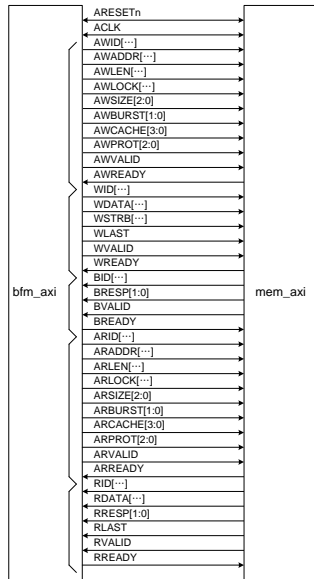 ARESETn
ACLK
AWID[···]
AWADDR[···]
AWLEN[···]
AWLOCK[···]
AWSIZE[2:0]
AWBURST[1:0]
AWCACHE[3:0]
AWPROT[2:0]
AWVALID
AWREADY
WID[···]
WDATA[···]
WSTRB[···]
WLAST
WVALID
WREADY
BID[···]
bfm_axi
BRESP[1:0]
mem_axi
BVALID
BREADY
ARID[···]
ARADDR[···]
ARLEN[···]
ARLOCK[···]
ARSIZE[2:0]
ARBURST[1:0]
ARCACHE[3:0]
ARPROT[2:0]
ARVALID
ARREADY
RID[···]
RDATA[···]
RRESP[1:0]
RLAST
RVALID
RREADY